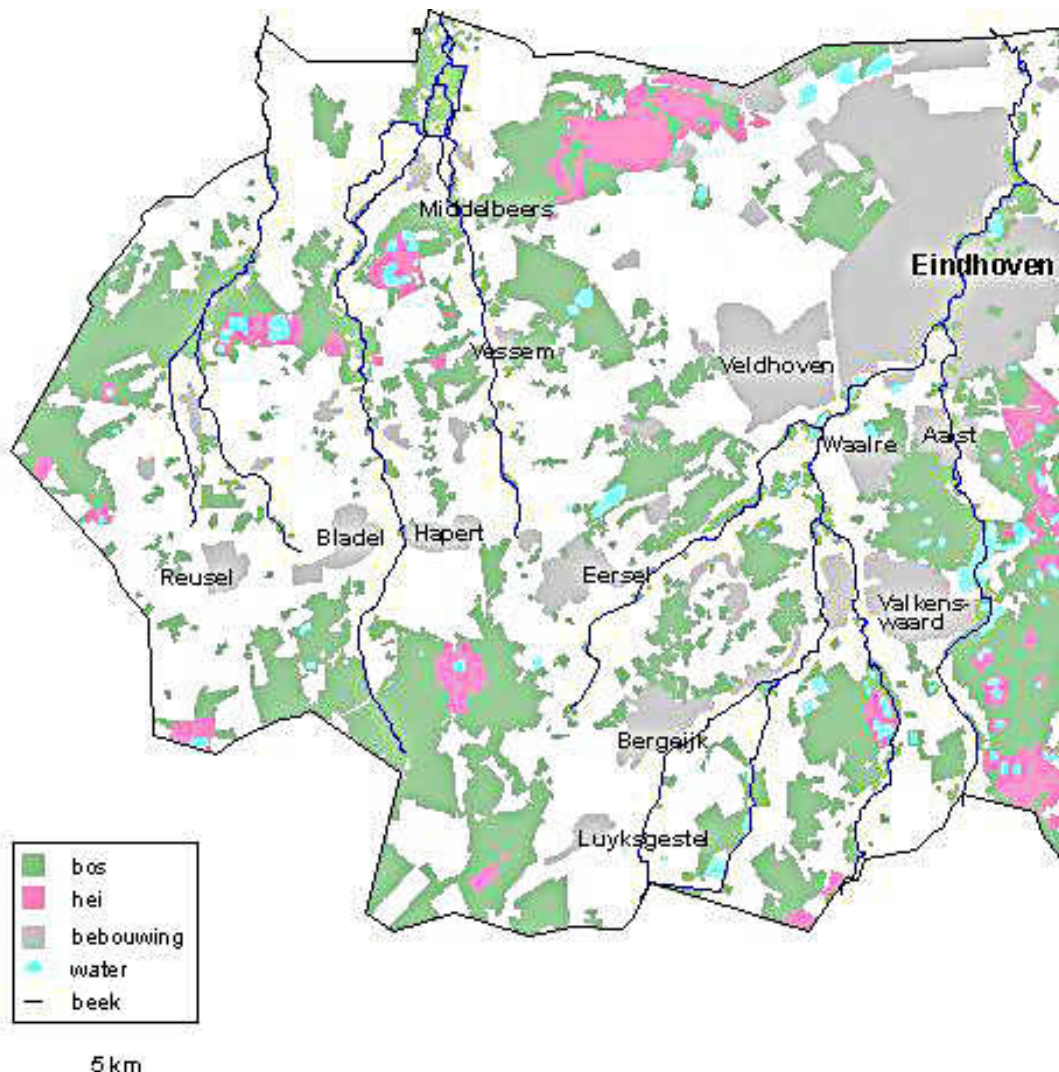 Middelbeers
Eindhoven
Vessem
Veldhoven
Waalre
Aalst
Bladel
Hapert
Reusel
Eersel
Valkens-
waard
Bergeijk
Luyksgestel
bos
hei
bebouwing
water
beek
5 km